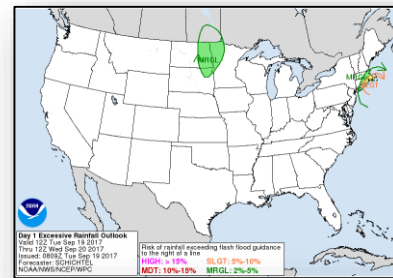 MRGL
MRGL
SLGT
NOAA
Day 1 Excessive Rainfall Outlook
Valid 12Z Tue Sep 19 2017
Thru 12Z Wed Sep 20 2017
Issued: 0809Z Tue Sep 19 2017
Forecaster: SCHICHTEL
NOAA/NWS/NCEP/WPC
Risk of rainfall exceeding flash flood guidance
to the right of a line
HIGH: > 15% SLGT: 5%-10%
MDT: 10%-15% MRGL: 2%-5%